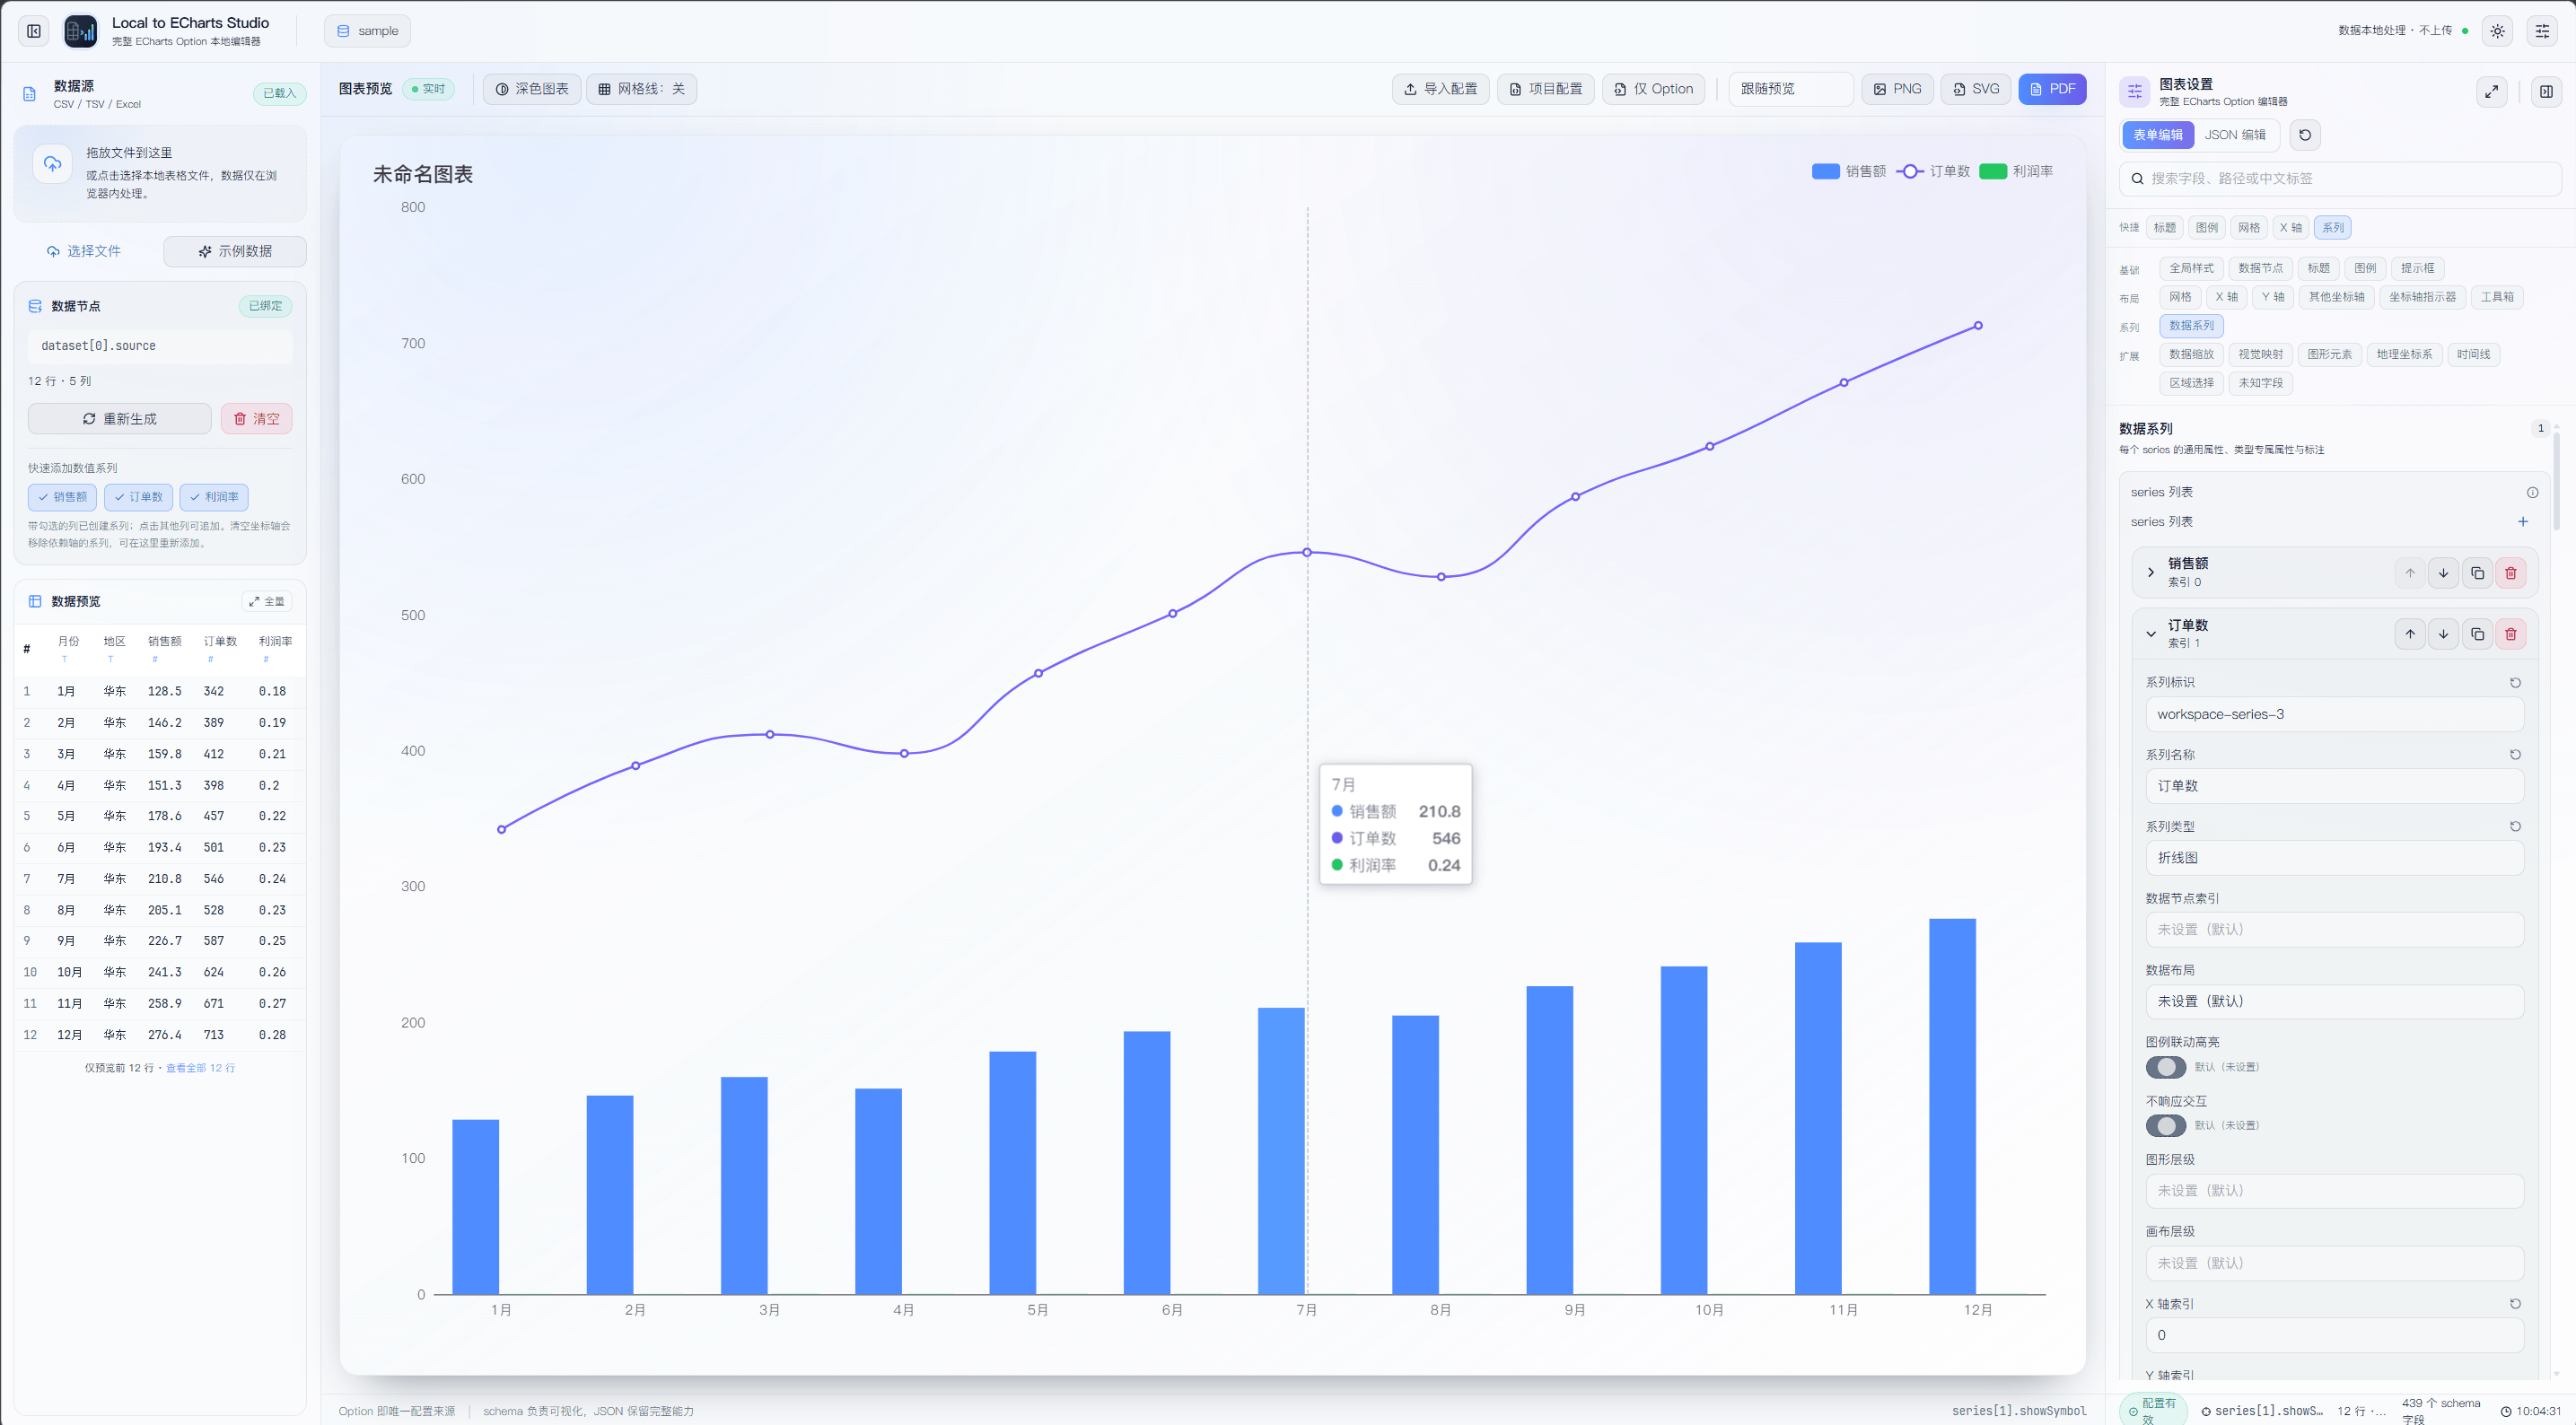 Local to ECharts Studio
完整 ECharts Option 本地编辑器
sample
数据本地处理 · 不上传
数据源
CSV / TSV / Excel
已载入
拖放文件到这里
或点击选择本地表格文件，数据仅在浏
览器内处理。
选择文件
示例数据
数据节点
已绑定
dataset[0].source
12 行 · 5 列
重新生成
清空
快速添加数值系列
销售额
订单数
利润率
带勾选的列已创建系列；点击其他列可追加。清空坐标轴会
移除依赖轴的系列，可在这里重新添加。
数据预览
全量
# 月份 地区 销售额 订单数 利润率
T T # # #
1 1月 华东 128.5 342 0.18
2 2月 华东 146.2 389 0.19
3 3月 华东 159.8 412 0.21
4 4月 华东 151.3 398 0.2
5 5月 华东 178.6 457 0.22
6 6月 华东 193.4 501 0.23
7 7月 华东 210.8 546 0.24
8 8月 华东 205.1 528 0.23
9 9月 华东 226.7 587 0.25
10 10月 华东 241.3 624 0.26
11 11月 华东 258.9 671 0.27
12 12月 华东 276.4 713 0.28
仅预览前 12 行 · 查看全部 12 行
图表预览
实时
深色图表
网格线：关
导入配置
项目配置
仅 Option
跟随预览
PNG
SVG
PDF
未命名图表
销售额 订单数 利润率
800
700
600
500
400
300
200
100
0
7月
销售额 210.8
订单数 546
利润率 0.24
1月 2月 3月 4月 5月 6月 7月 8月 9月 10月 11月 12月
Option 即唯一配置来源
schema 负责可视化，JSON 保留完整能力
series[1].showSymbol
图表设置
完整 ECharts Option 编辑器
表单编辑
JSON 编辑
搜索字段、路径或中文标签
快捷 标题 图例 网格 X 轴 系列
基础 全局样式 数据节点 标题 图例 提示框
布局 网格 X 轴 Y 轴 其他坐标轴 坐标轴指示器 工具箱
系列 数据系列
扩展 数据缩放 视觉映射 图形元素 地理坐标系 时间线
区域选择 未知字段
数据系列
1
每个 series 的通用属性、类型专属属性与标注
series 列表
series 列表
销售额
索引 0
订单数
索引 1
系列标识
workspace-series-3
系列名称
订单数
系列类型
折线图
数据节点索引
未设置（默认）
数据布局
未设置（默认）
图例联动高亮
默认（未设置）
不响应交互
默认（未设置）
图形层级
未设置（默认）
画布层级
未设置（默认）
X 轴索引
0
Y 轴索引
配置有
效
series[1].showS…
12 行 ·…
439 个 schema
字段
10:04:31